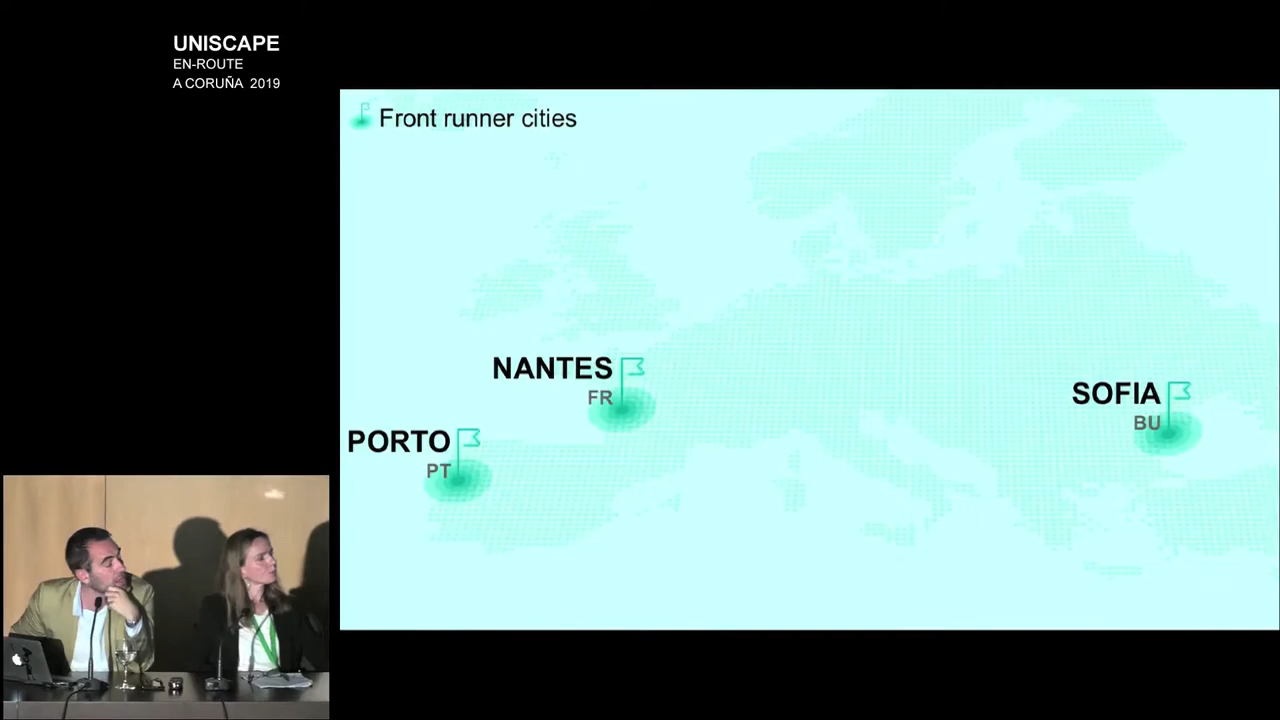 UNISCAPE
EN-ROUTE
A CORUÑA 2019
Front runner cities
NANTES
FR
SOFIA
BU
PORTO
PT